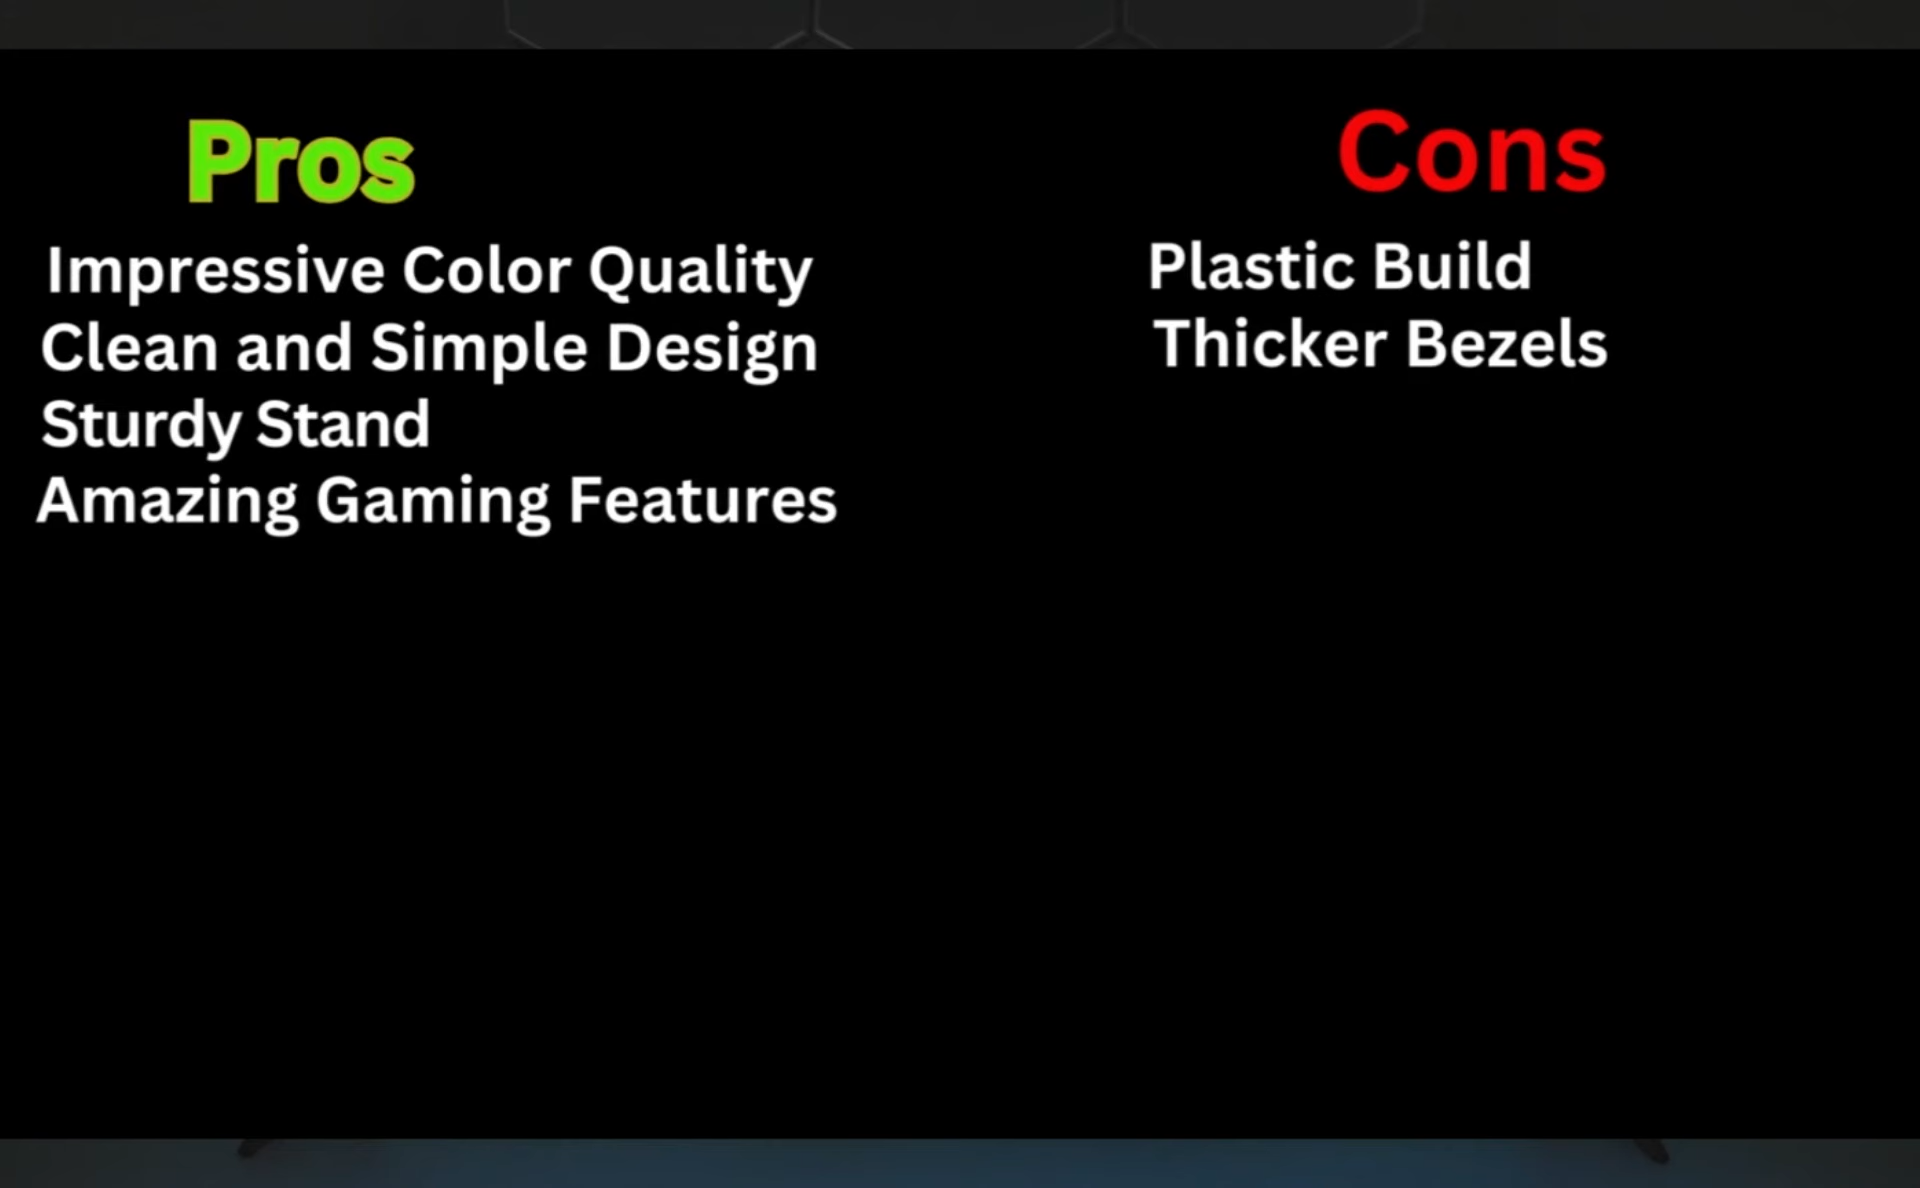 Pros
Impressive Color Quality
Clean and Simple Design
Sturdy Stand
Amazing Gaming Features
Cons
Plastic Build
Thicker Bezels